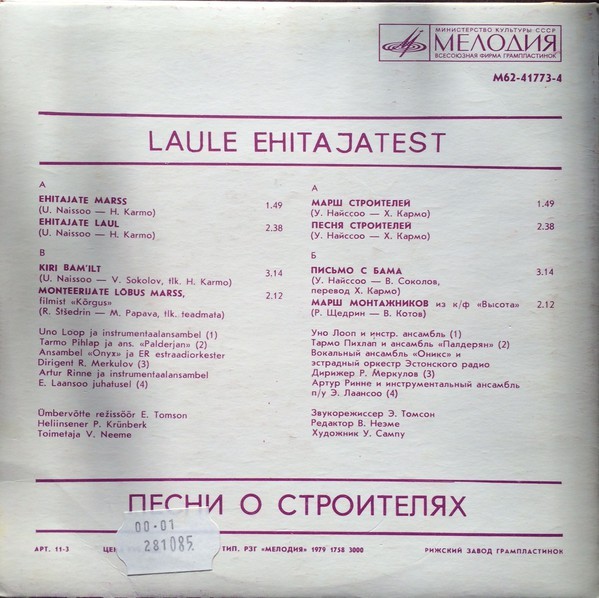 МИНИСТЕРСТВО КУЛЬТУРЫ СССР
МЕЛОДИЯ
ВСЕСОЮЗНАЯ ФИРМА ГРАМПЛАСТИНОК
М62-41773-4
LAULE EHITAJATEST
A
EHITAJATE MARSS 1.49
(U. Naissoo — H. Karmo)
EHITAJATE LAUL 2.38
(U. Naissoo — H. Karmo)
B
KIRI BAM'ILT 3.14
(U. Naissoo — V. Sokolov, tlk. H. Karmo)
MONTEERIJATE LÕBUS MARSS, 2.12
filmist «Kõrgus»
(R. Štšedrin — M. Papava, tlk. teadmata)
Uno Loop ja instrumentaalansambel (1)
Tarmo Pihlap ja ans. "Palderjan" (2)
Ansambel «Onyx» ja ER estraadiorkester
Dirigent R. Merkulov (3)
Artur Rinne ja instrumentaalansambel
E. Laansoo juhatusel (4)
Ümbervõtte režissöör E. Tomson
Heliinsener P. Krünberk
Toimetaja V. Neeme
А
МАРШ СТРОИТЕЛЕЙ 1.49
(У. Найссоо — Х. Кармо)
ПЕСНЯ СТРОИТЕЛЕЙ 2.38
(У. Найссоо — Х. Кармо)
Б
ПИСЬМО С БАМА 3.14
(У. Найссоо — В. Соколов,
перевод Х. Кармо)
МАРШ МОНТАЖНИКОВ из к/ф «Высота» 2.12
(Р. Щедрин — В. Котов)
Уно Лооп и инстр. ансамбль (1)
Тармо Пихлап и ансамбль «Палдерян» (2)
Вокальный ансамбль «Оникс» и
эстрадный оркестр Эстонского радио
Дирижер Р. Меркулов (3)
Артур Ринне и инструментальный ансамбль
п/у Э. Лаансоо (4)
Звукорежиссер Э. Томсон
Редактор В. Неэме
Художник У. Сампу
ПЕСНИ О СТРОИТЕЛЯХ
00-01
281085
АРТ. 11-3 ТИП. РЗГ «МЕЛОДИЯ» 1979 1758 3000 РИЖСКИЙ ЗАВОД ГРАМПЛАСТИНОК